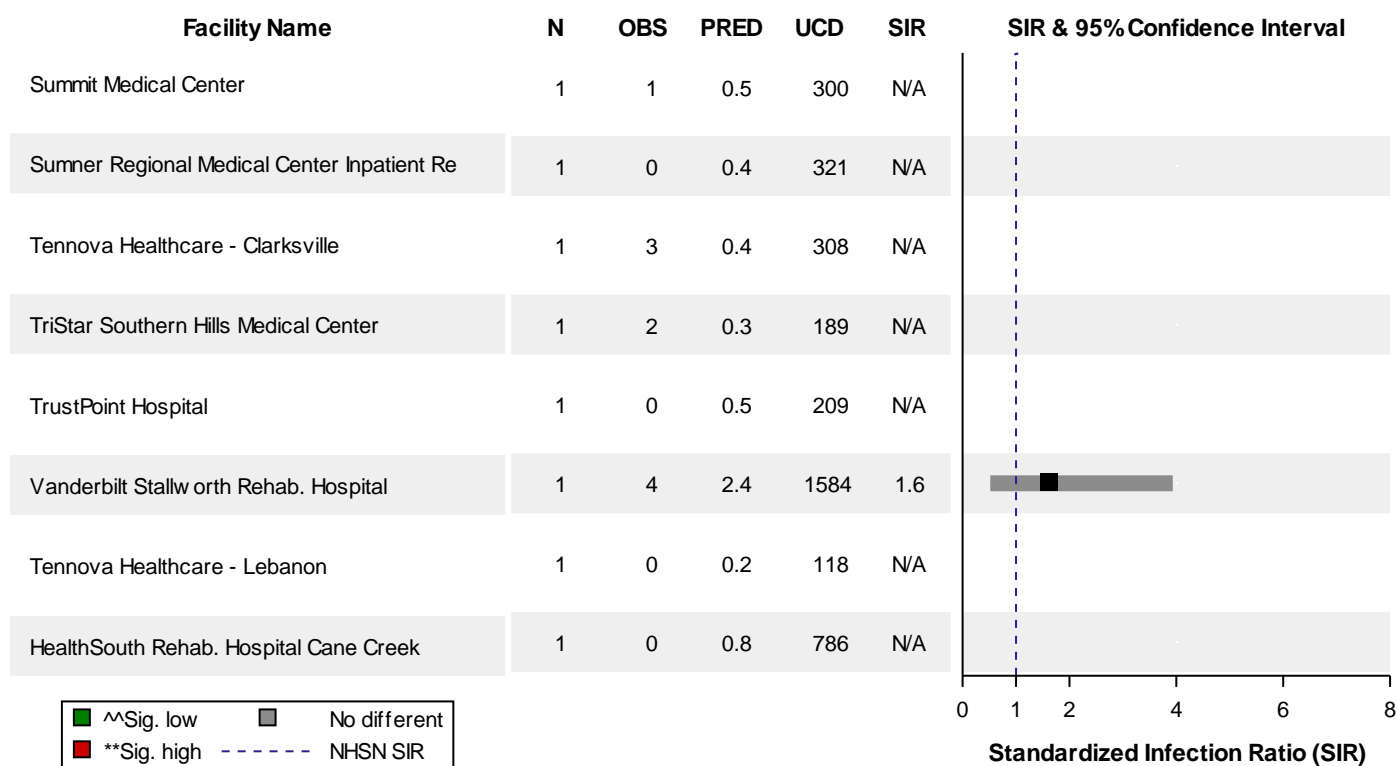 Facility Name N OBS PRED UCD SIR SIR & 95% Confidence Interval
Summit Medical Center 1 1 0.5 300 N/A
Sumner Regional Medical Center Inpatient Re 1 0 0.4 321 N/A
Tennova Healthcare - Clarksville 1 3 0.4 308 N/A
TriStar Southern Hills Medical Center 1 2 0.3 189 N/A
TrustPoint Hospital 1 0 0.5 209 N/A
Vanderbilt Stallworth Rehab. Hospital 1 4 2.4 1584 1.6
Tennova Healthcare - Lebanon 1 0 0.2 118 N/A
HealthSouth Rehab. Hospital Cane Creek 1 0 0.8 786 N/A
0 1 2 4 6 8
Standardized Infection Ratio (SIR)
^^Sig. low No different
**Sig. high NHSN SIR